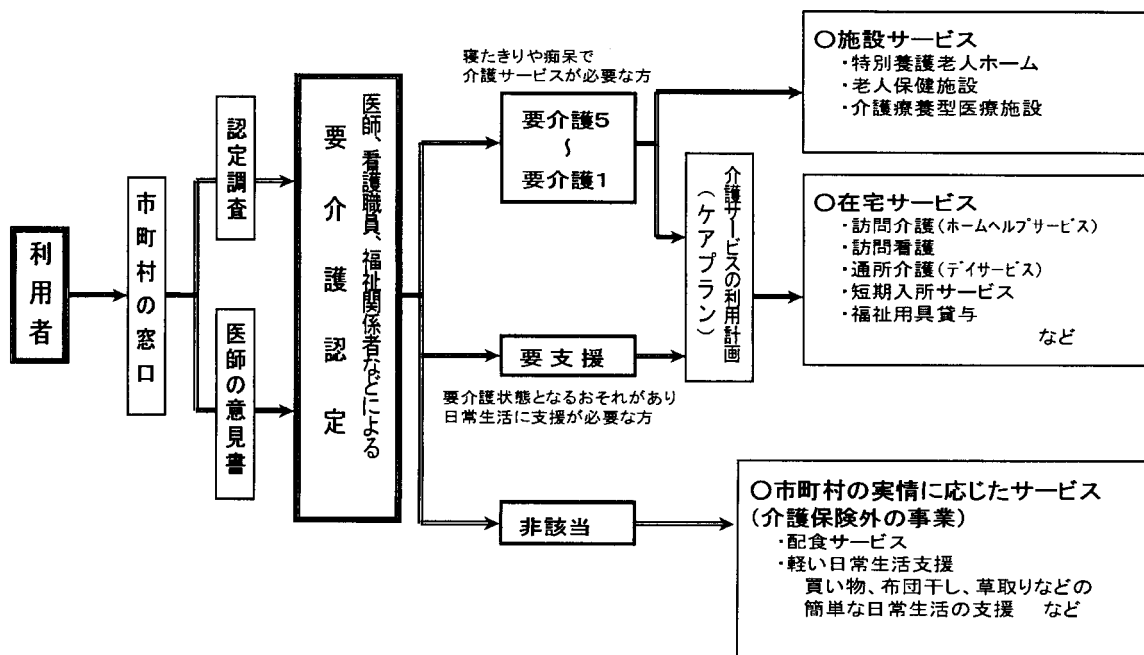 利用者
市町村の窓口
認定調査
医師の意見書
要介護認定
医師、看護職員、福祉関係者などによる
寝たきりや痴呆で
介護サービスが必要な方
要介護5
~
要介護1
要支援
要介護状態となるおそれがあり
日常生活に支援が必要な方
非該当
介護サービスの利用計画
(ケアプラン)
○施設サービス
・特別養護老人ホーム
・老人保健施設
・介護療養型医療施設
○在宅サービス
・訪問介護(ホームヘルプサービス)
・訪問看護
・通所介護(デイサービス)
・短期入所サービス
・福祉用具貸与
など
○市町村の実情に応じたサービス
(介護保険外の事業)
・配食サービス
・軽い日常生活支援
買い物、布団干し、草取りなどの
簡単な日常生活の支援 など